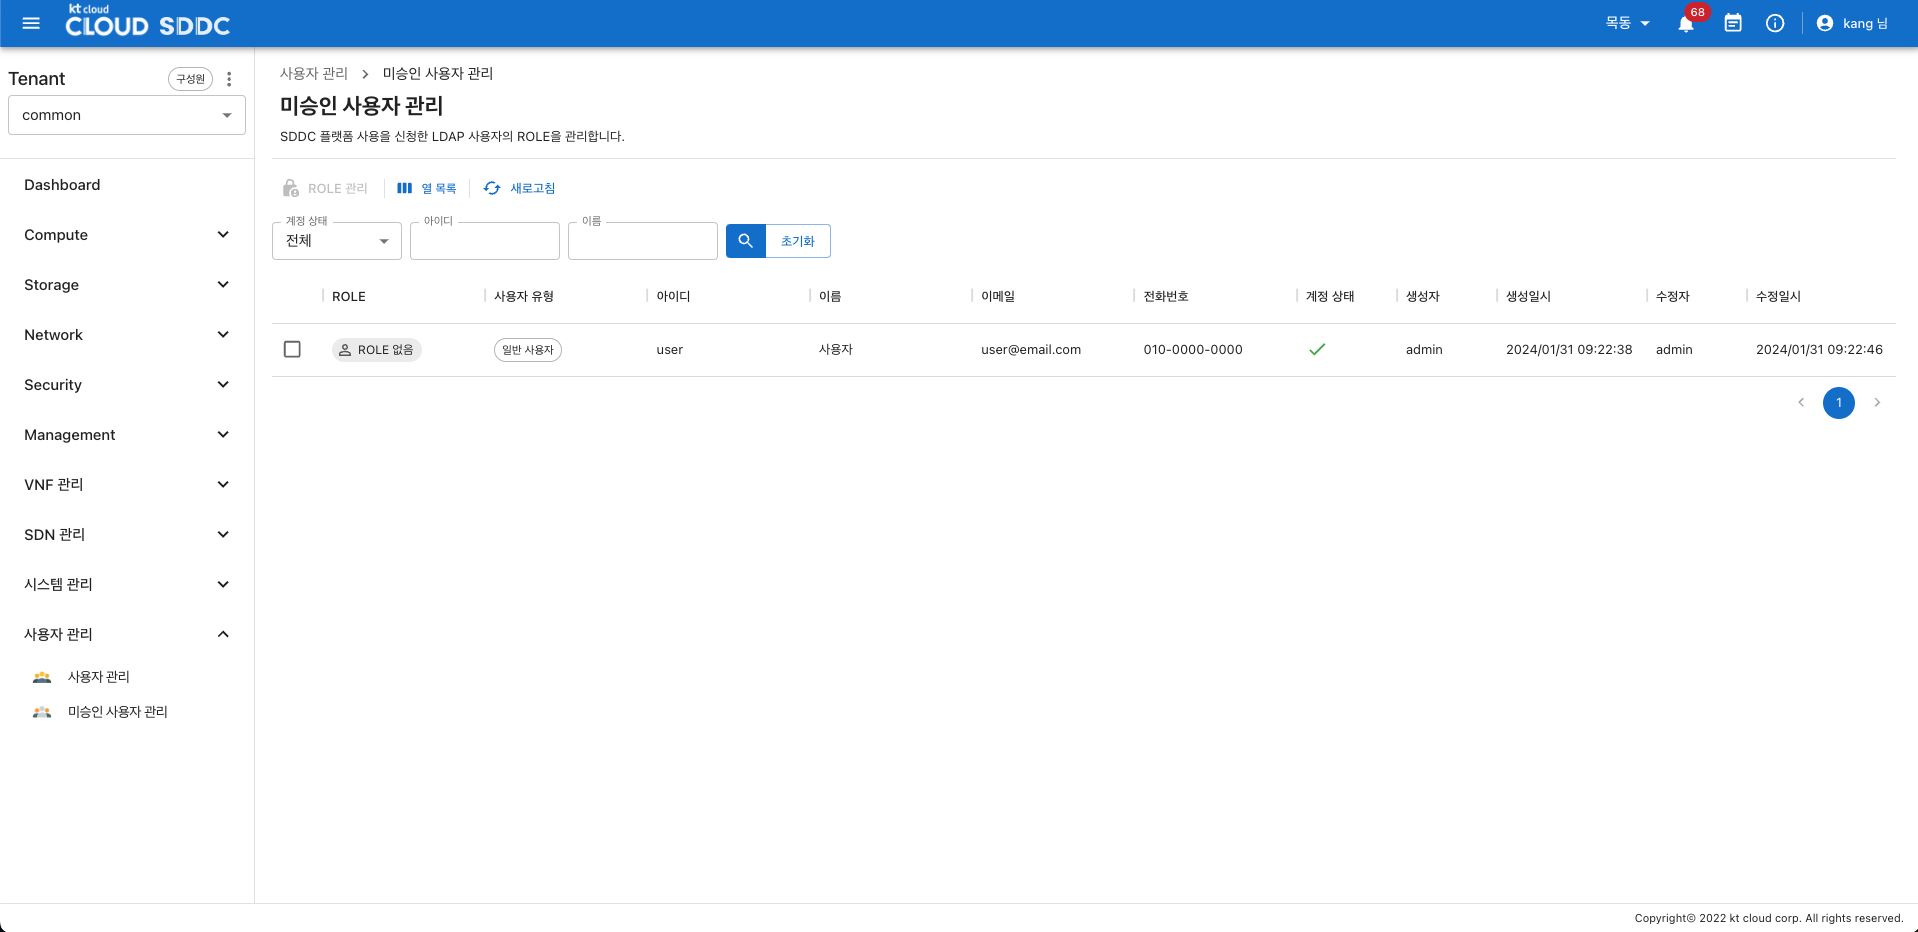 kt cloud
CLOUD SDDC
목동
68
kang 님
Tenant
구성원
common
Dashboard
Compute
Storage
Network
Security
Management
VNF 관리
SDN 관리
시스템 관리
사용자 관리
사용자 관리
미승인 사용자 관리
사용자 관리 > 미승인 사용자 관리
미승인 사용자 관리
SDDC 플랫폼 사용을 신청한 LDAP 사용자의 ROLE을 관리합니다.
ROLE 관리 열 목록 새로고침
계정 상태 아이디 이름
전체 초기화
ROLE 사용자 유형 아이디 이름 이메일 전화번호 계정 상태 생성자 생성일시 수정자 수정일시
ROLE 없음 일반 사용자 user 사용자 user@email.com 010-0000-0000 admin 2024/01/31 09:22:38 admin 2024/01/31 09:22:46
1
Copyright© 2022 kt cloud corp. All rights reserved.